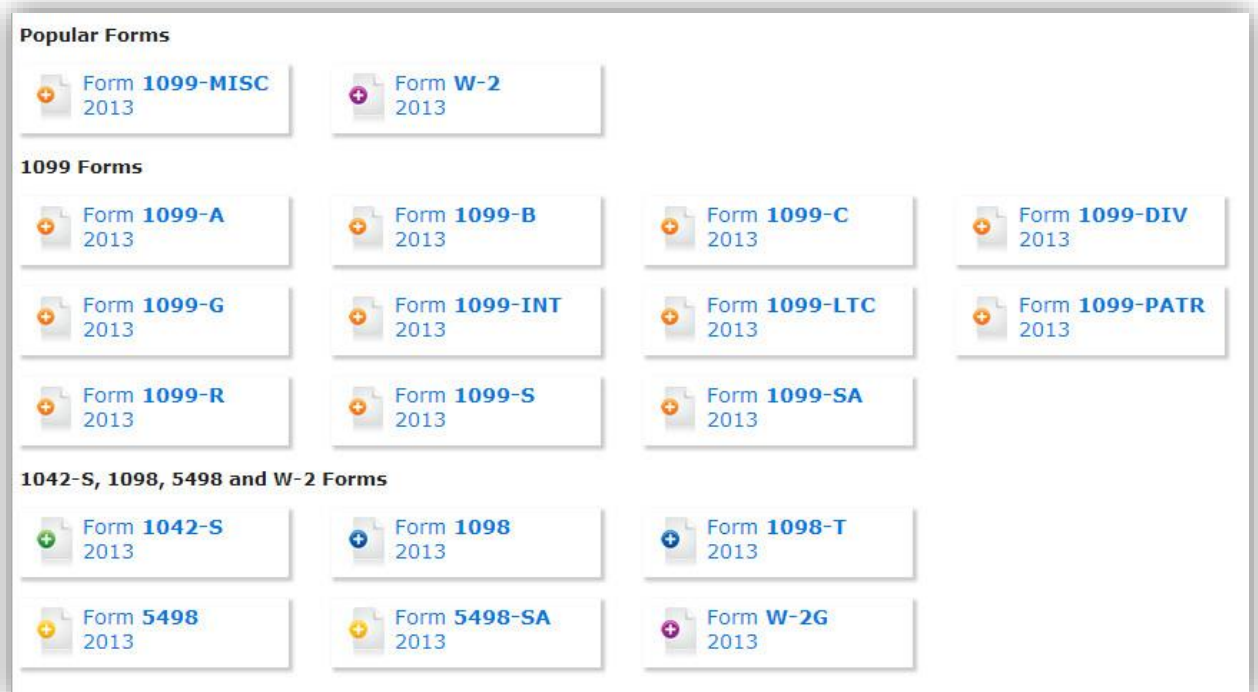 Popular Forms
Form 1099-MISC
2013
Form W-2
2013
1099 Forms
Form 1099-A
2013
Form 1099-B
2013
Form 1099-C
2013
Form 1099-DIV
2013
Form 1099-G
2013
Form 1099-INT
2013
Form 1099-LTC
2013
Form 1099-PATR
2013
Form 1099-R
2013
Form 1099-S
2013
Form 1099-SA
2013
1042-S, 1098, 5498 and W-2 Forms
Form 1042-S
2013
Form 1098
2013
Form 1098-T
2013
Form 5498
2013
Form 5498-SA
2013
Form W-2G
2013